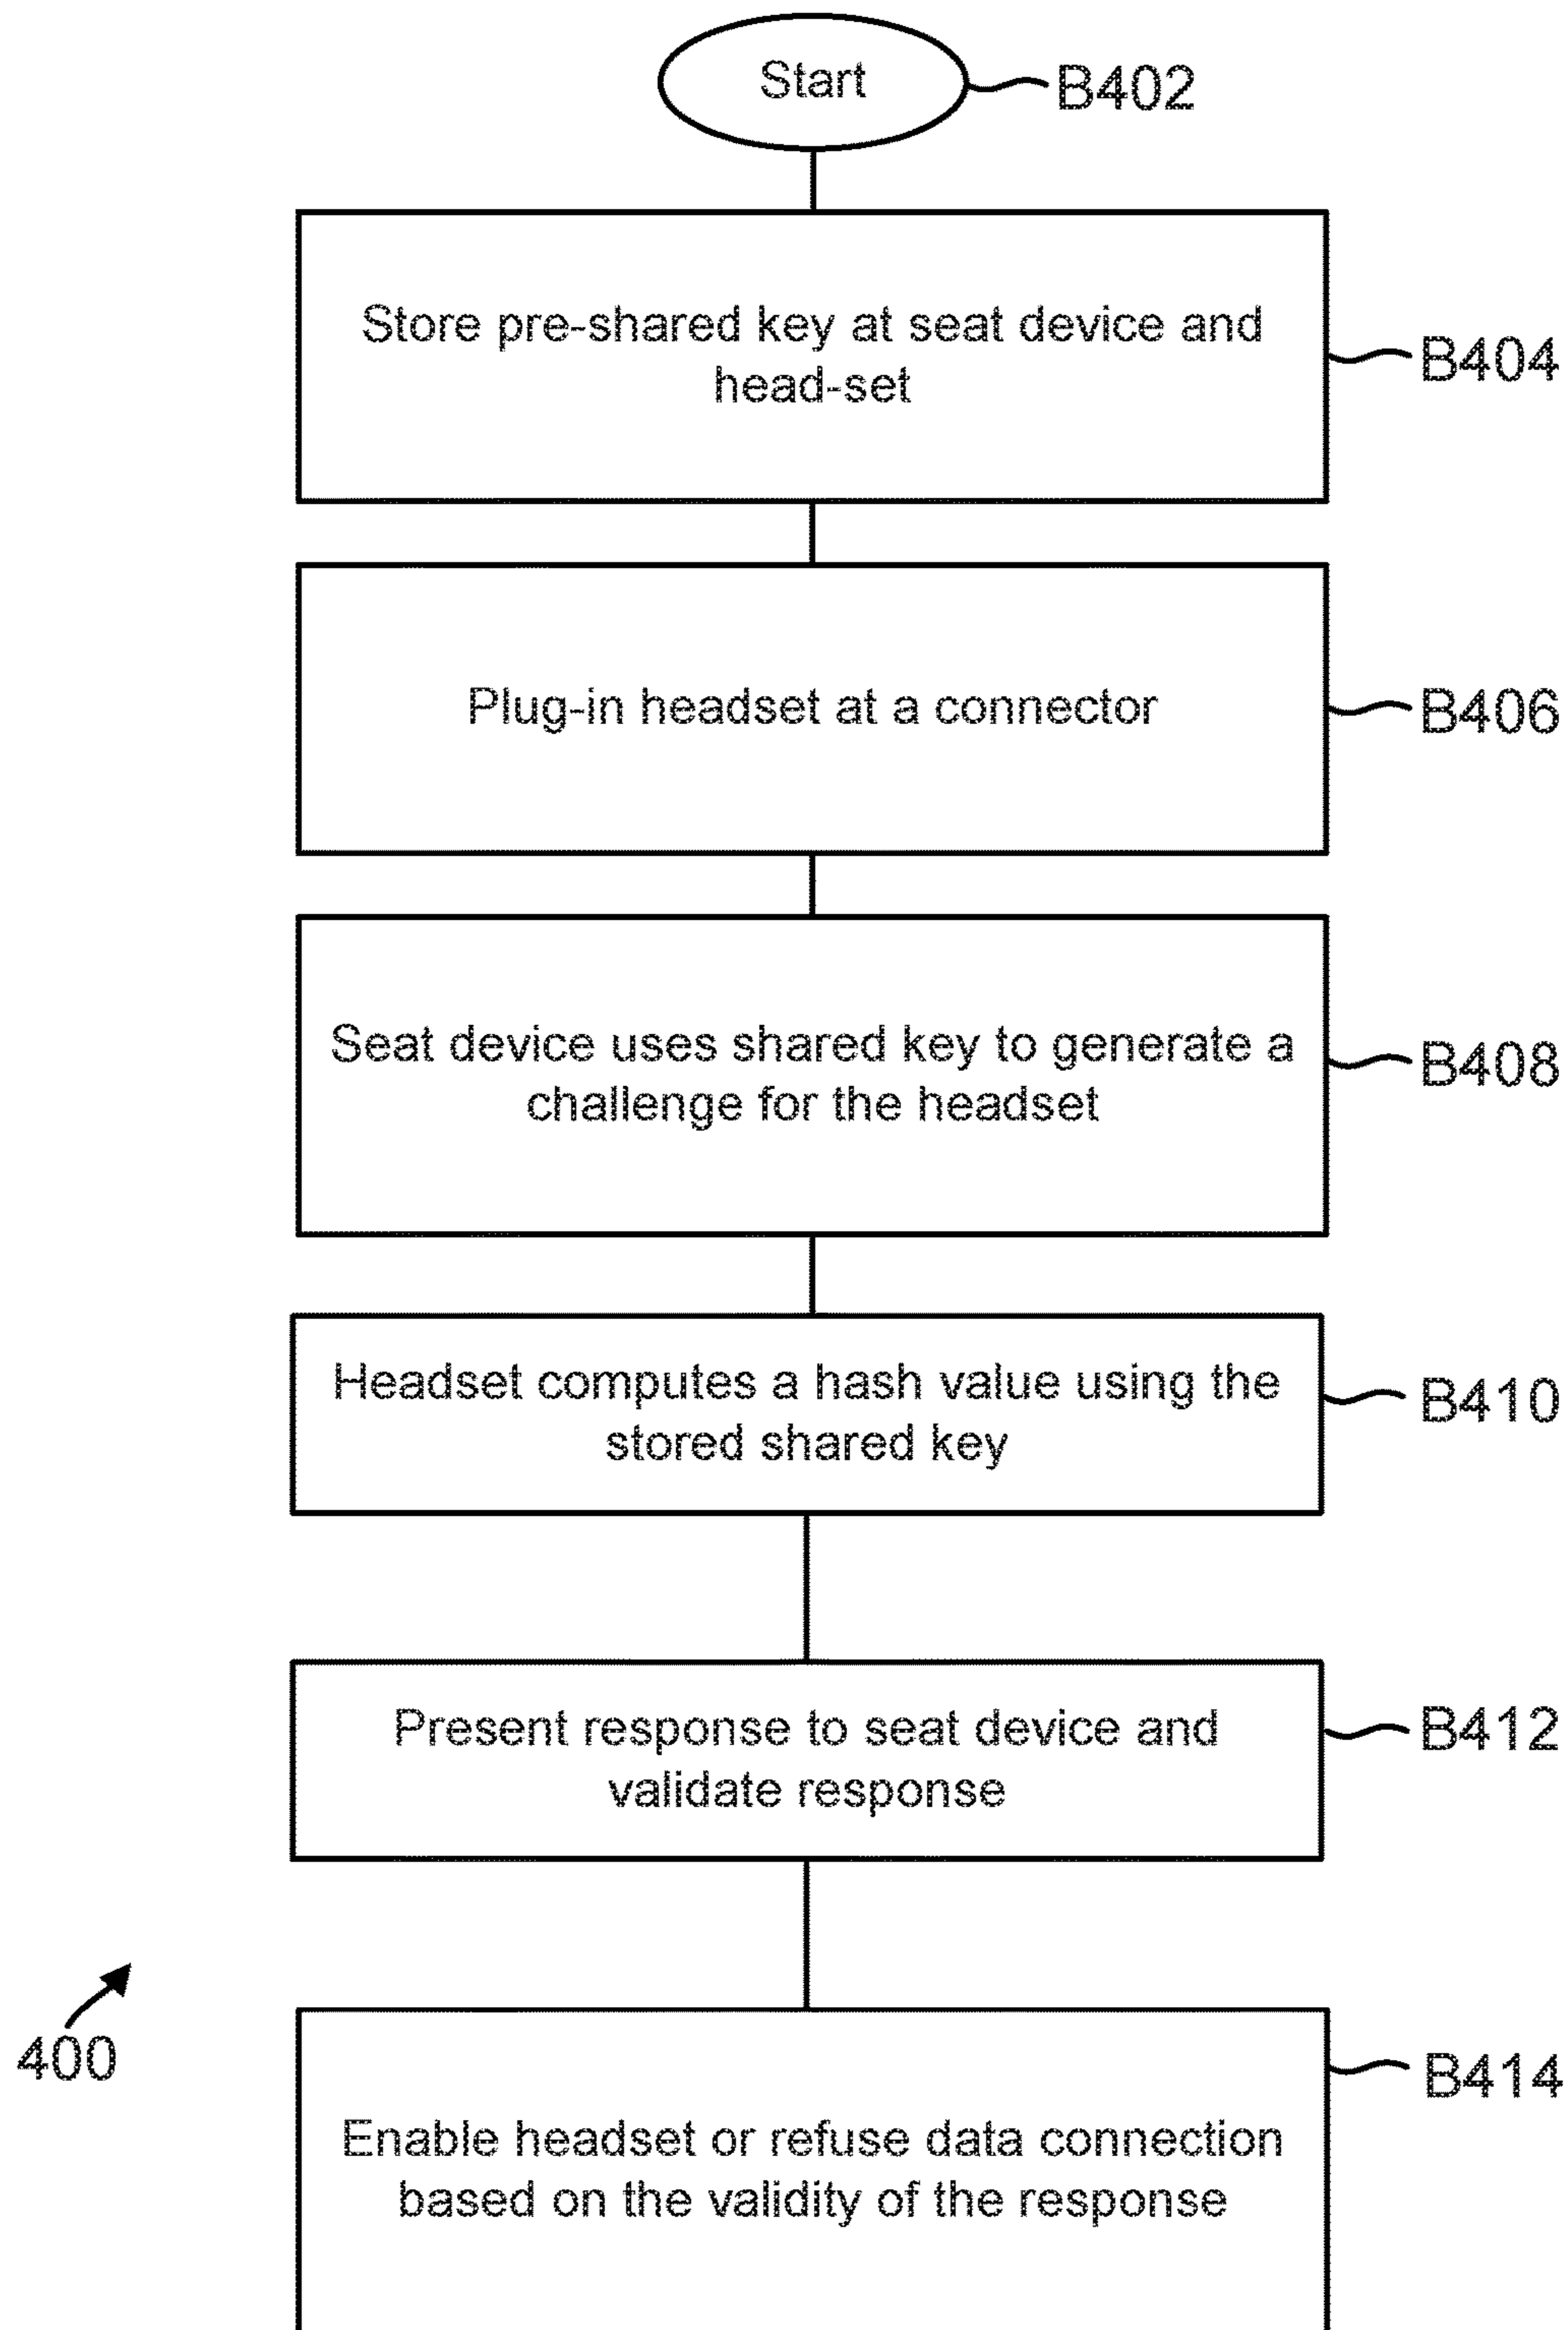 Start
B402
Store pre-shared key at seat device and
head-set
B404
Plug-in headset at a connector
B406
Seat device uses shared key to generate a
challenge for the headset
B408
Headset computes a hash value using the
stored shared key
B410
Present response to seat device and
validate response
B412
400
B414
Enable headset or refuse data connection
based on the validity of the response